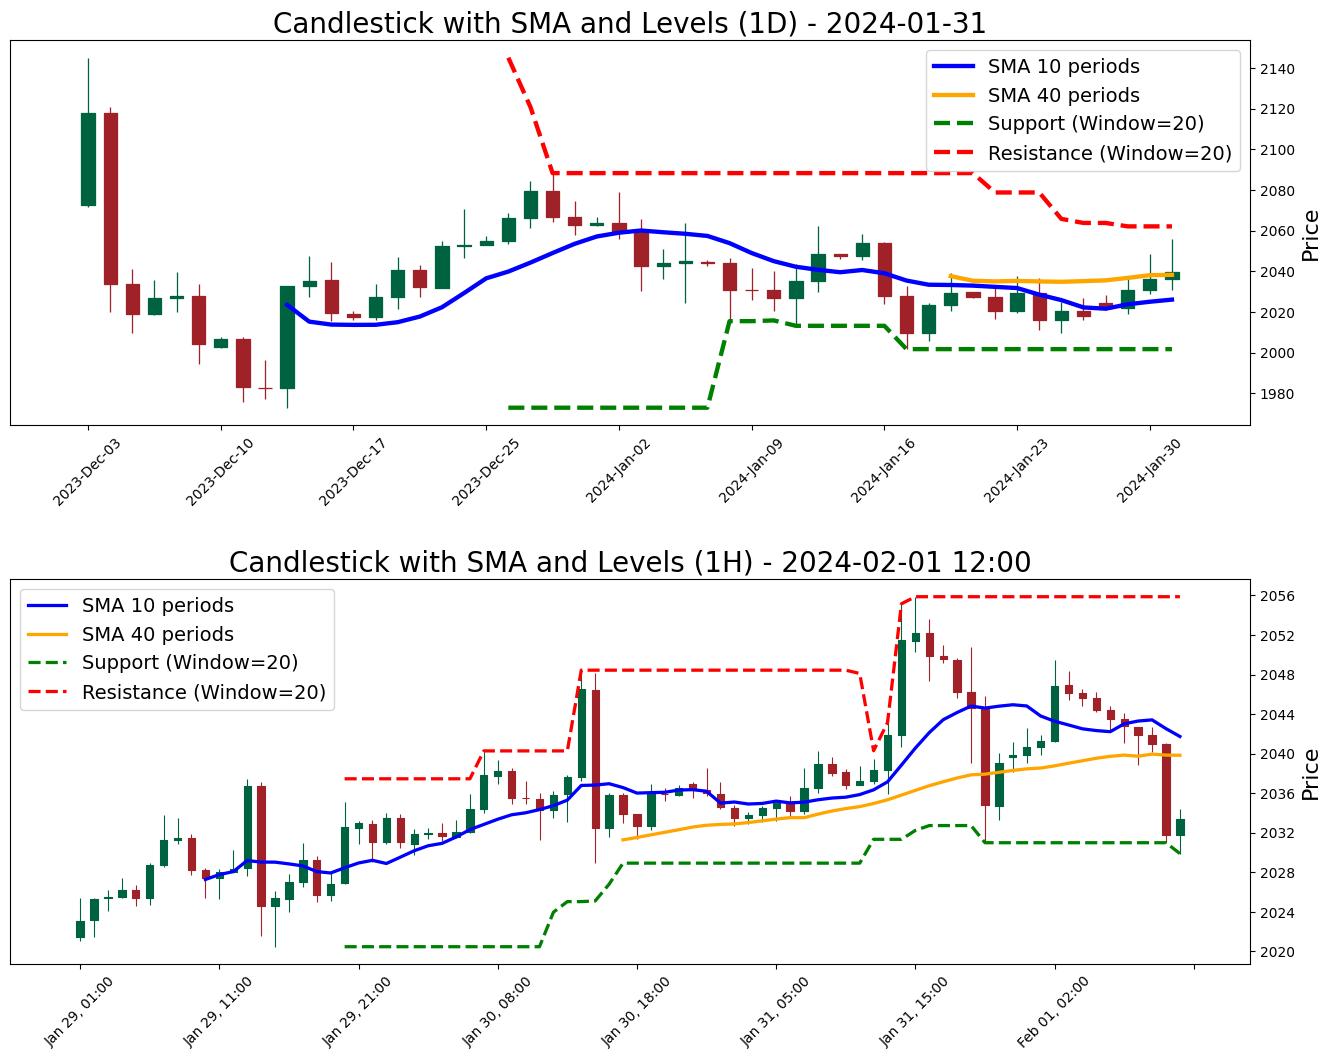 Candlestick with SMA and Levels (1D) - 2024-01-31
SMA 10 periods
SMA 40 periods
Support (Window=20)
Resistance (Window=20)
2140
2120
2100
2080
2060
2040
2020
2000
1980
Price
2023-Dec-03
2023-Dec-10
2023-Dec-17
2023-Dec-25
2024-Jan-02
2024-Jan-09
2024-Jan-16
2024-Jan-23
2024-Jan-30
Candlestick with SMA and Levels (1H) - 2024-02-01 12:00
SMA 10 periods
SMA 40 periods
Support (Window=20)
Resistance (Window=20)
2056
2052
2048
2044
2040
2036
2032
2028
2024
2020
Price
Jan 29, 01:00
Jan 29, 11:00
Jan 29, 21:00
Jan 30, 08:00
Jan 30, 18:00
Jan 31, 05:00
Jan 31, 15:00
Feb 01, 02:00